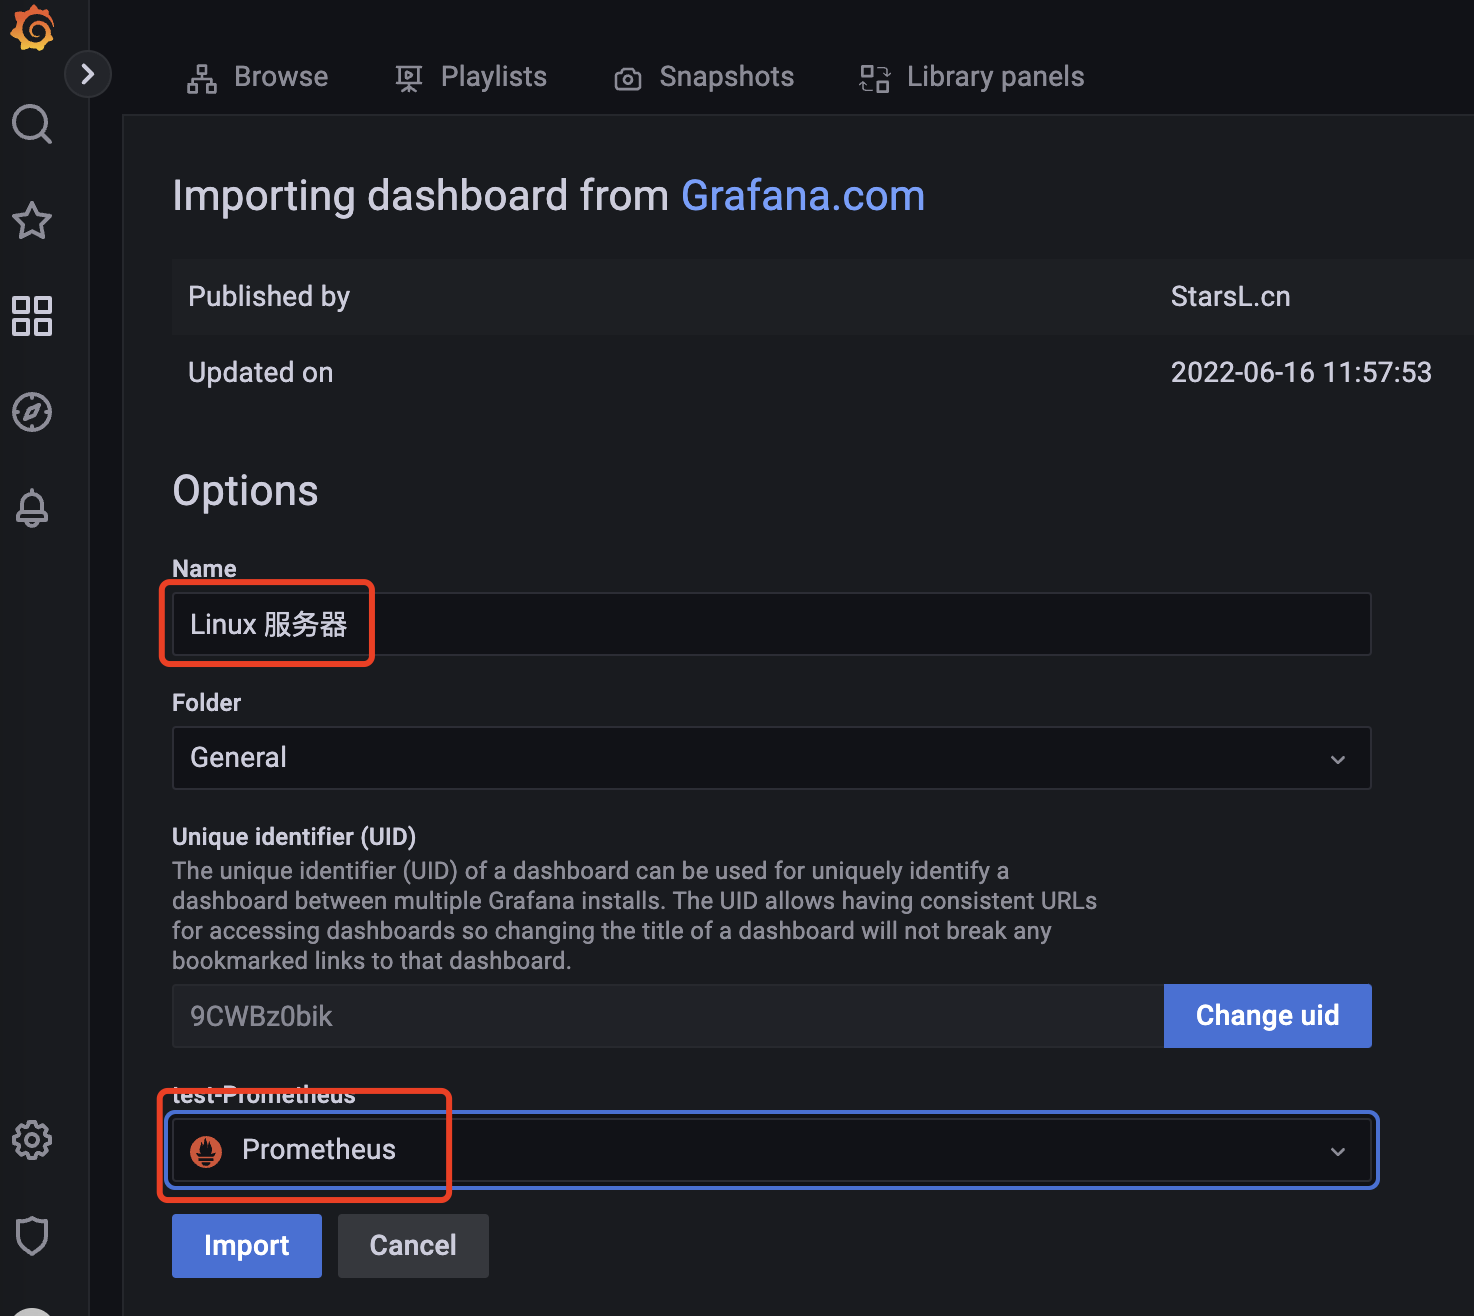 Browse
Playlists
Snapshots
Library panels
Importing dashboard from Grafana.com
Published by StarsL.cn
Updated on 2022-06-16 11:57:53
Options
Name
Linux 服务器
Folder
General
Unique identifier (UID)
The unique identifier (UID) of a dashboard can be used for uniquely identify a
dashboard between multiple Grafana installs. The UID allows having consistent URLs
for accessing dashboards so changing the title of a dashboard will not break any
bookmarked links to that dashboard.
9CWBz0bik
Change uid
test-Prometheus
Prometheus
Import
Cancel